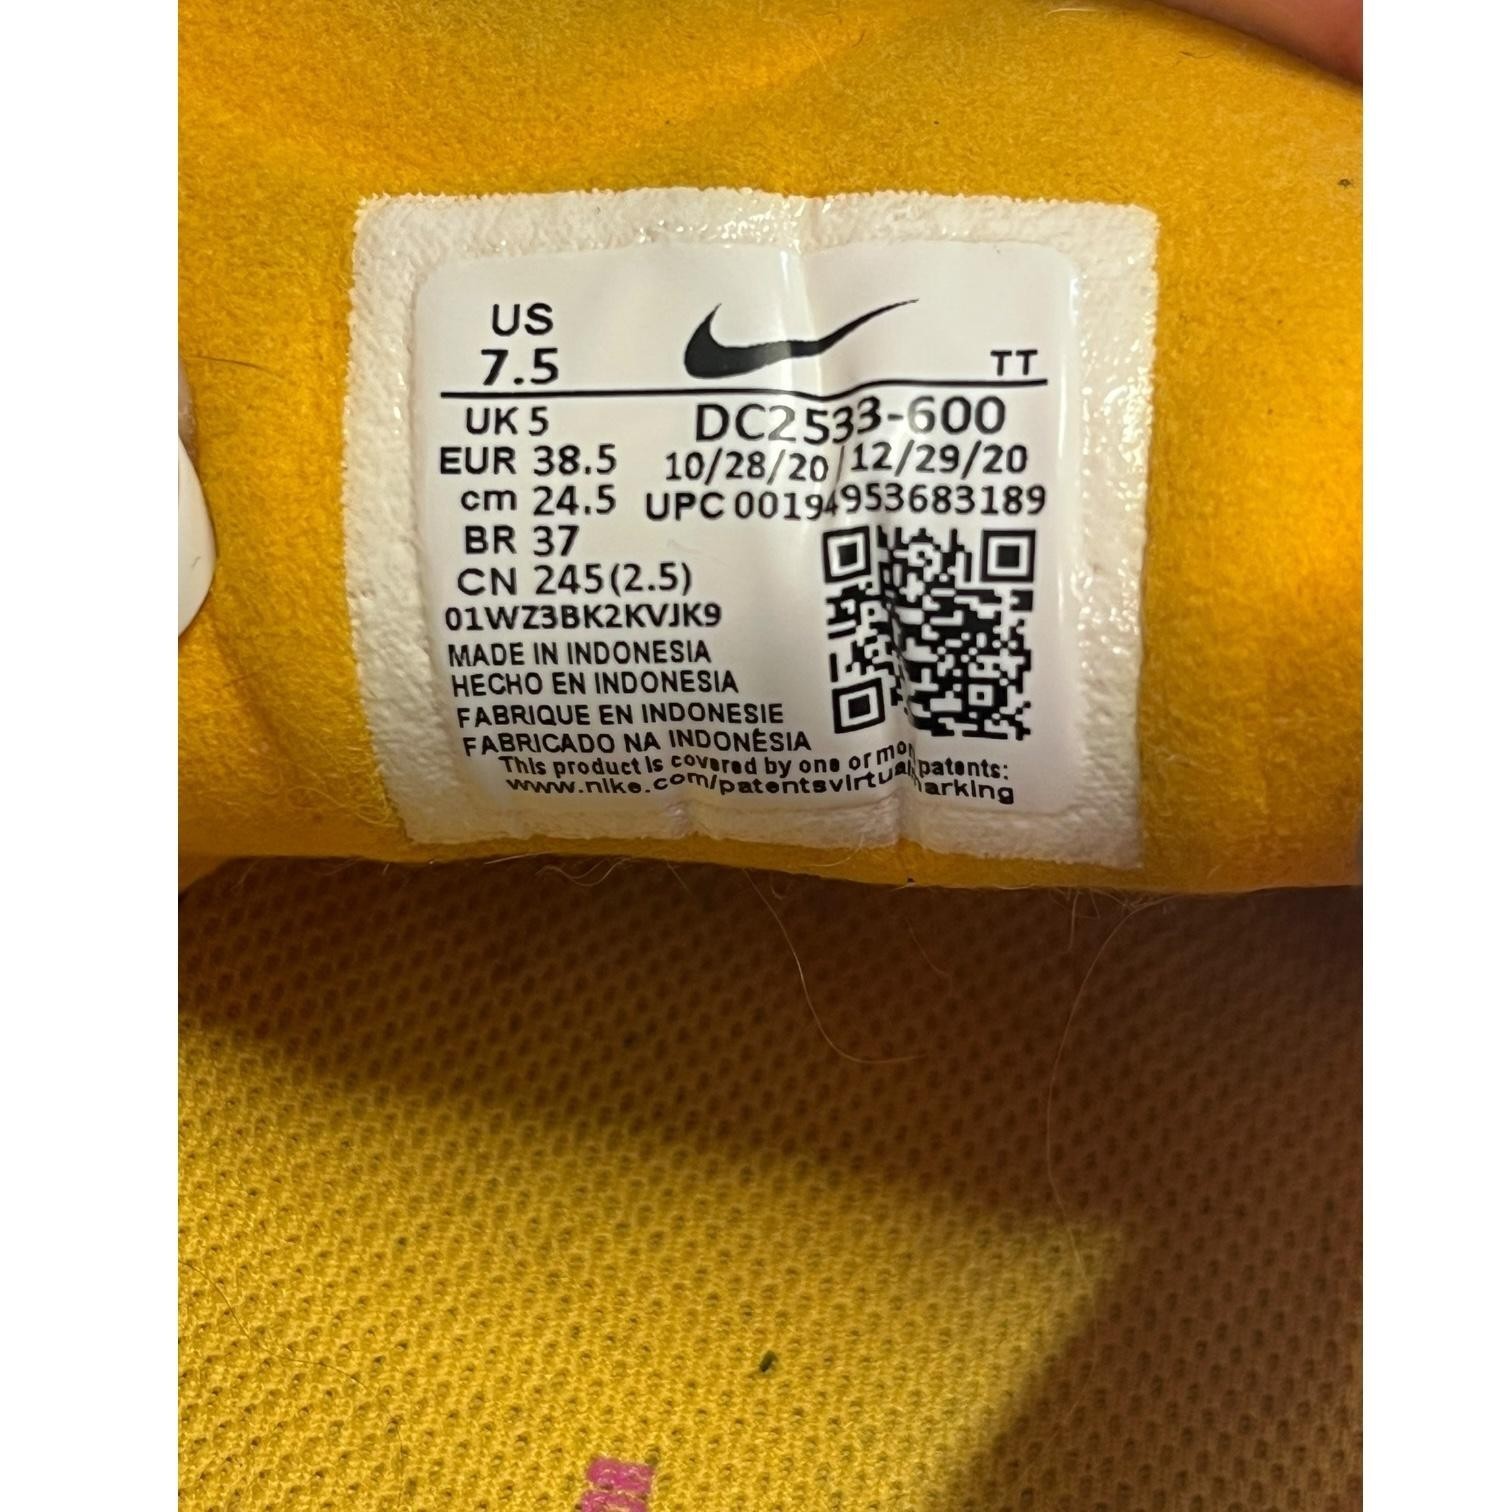 US
7.5
TT
UK 5
DC2533-600
EUR 38.5
10/28/20/12/29/20
cm 24.5
UPC 00194953683189
BR 37
CN 245(2.5)
01WZ3BK2KVJK9
MADE IN INDONESIA
HECHO EN INDONESIA
FABRIQUE EN INDONESIE
FABRICADO NA INDONÉSIA
This product is covered by one or mor patents:
www.nike.com/patentsvirtualmarking